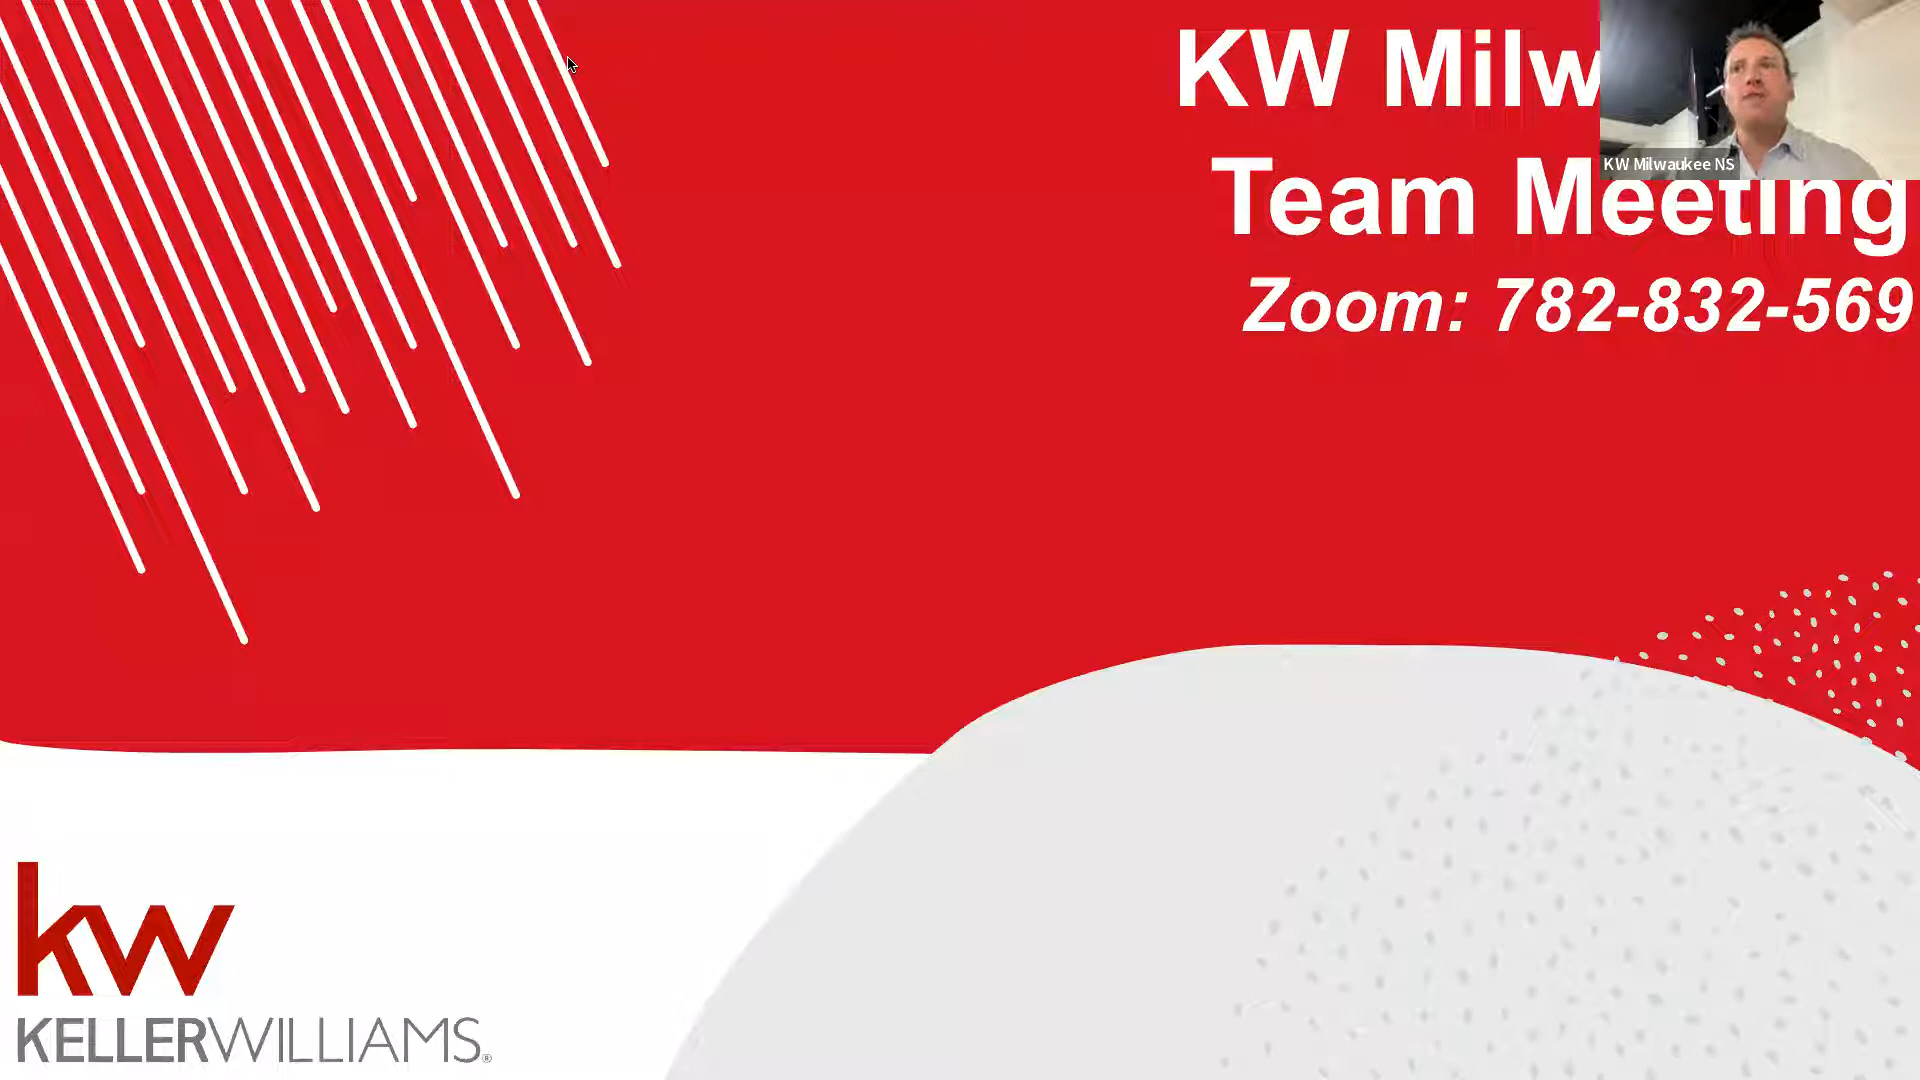 KW Milw
Team Meeting
Zoom: 782-832-569
KW Milwaukee NS
kw
KELLERWILLIAMS®